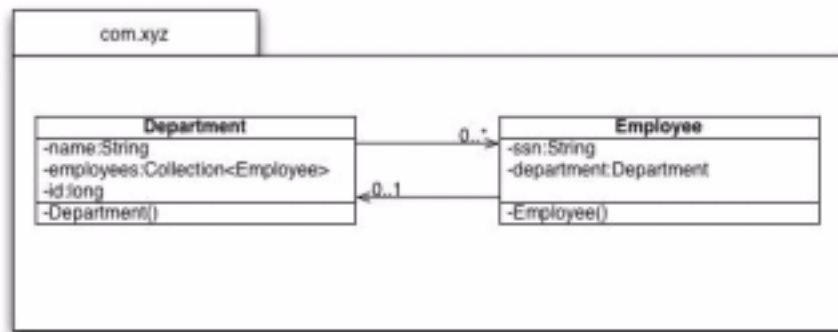 com.xyz
Department
-name:String
-employees:Collection<Employee>
-id:long
-Department()
0..*
0..1
Employee
-ssn:String
-department:Department
-Employee()